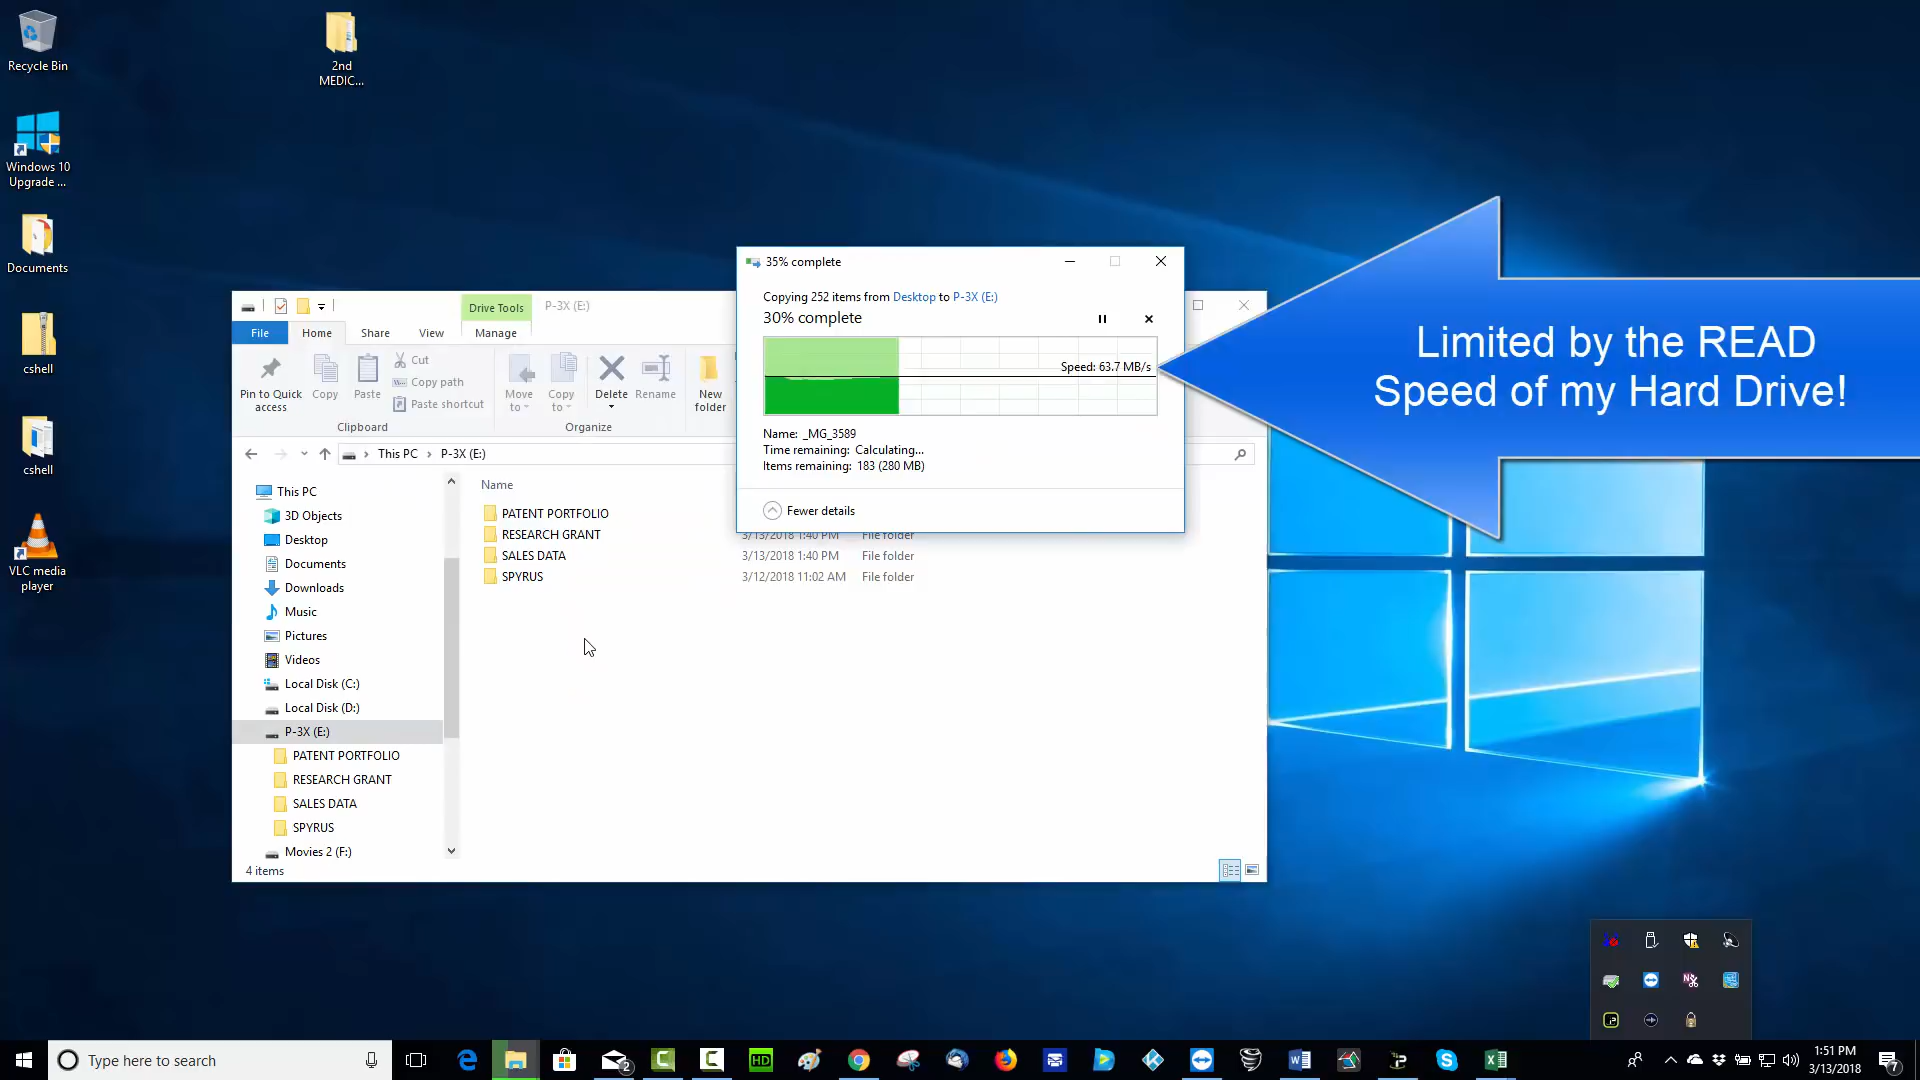 Recycle Bin
2nd
MEDIC...
Windows 10
Upgrade ...
Documents
cshell
cshell
VLC media
player
Drive Tools
P-3X (E:)
File
Home
Share
View
Manage
Pin to Quick
access
Copy
Paste
Cut
Copy path
Paste shortcut
Clipboard
Move
to
Copy
to
Delete
Rename
Organize
New
folder
This PC
P-3X (E:)
This PC
3D Objects
Desktop
Documents
Downloads
Music
Pictures
Videos
Local Disk (C:)
Local Disk (D:)
P-3X (E:)
PATENT PORTFOLIO
RESEARCH GRANT
SALES DATA
SPYRUS
Movies 2 (F:)
4 items
Name
PATENT PORTFOLIO
RESEARCH GRANT 3/13/2018 1:40 PM File folder
SALES DATA 3/13/2018 1:40 PM File folder
SPYRUS 3/12/2018 11:02 AM File folder
35% complete
Copying 252 items from Desktop to P-3X (E:)
30% complete
Speed: 63.7 MB/s
Name: _MG_3589
Time remaining: Calculating...
Items remaining: 183 (280 MB)
Fewer details
Limited by the READ
Speed of my Hard Drive!
Type here to search
2
HD
1:51 PM
3/13/2018
7